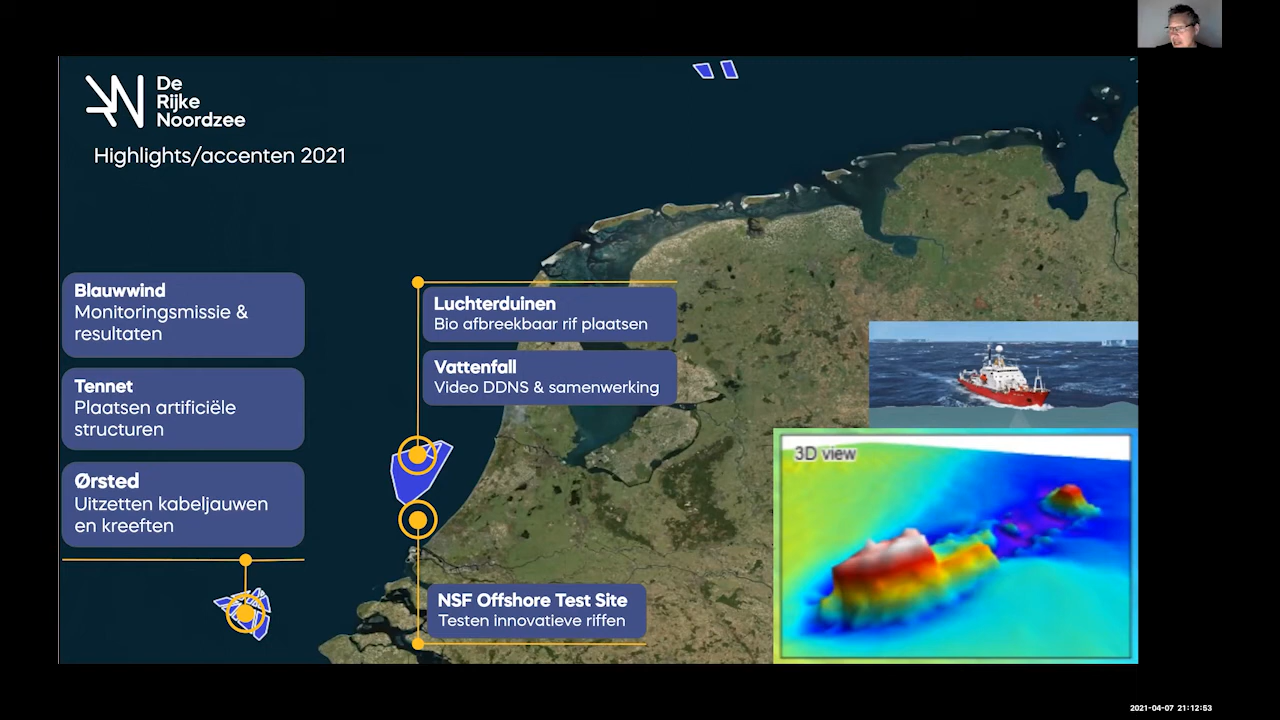 De
Rijke
Noordzee
Highlights/accenten 2021
Blauwwind
Monitoringsmissie &
resultaten
Tennet
Plaatsen artificiële
structuren
Ørsted
Uitzetten kabeljauwen
en kreeften
Luchterduinen
Bio afbreekbaar rif plaatsen
Vattenfall
Video DDNS & samenwerking
NSF Offshore Test Site
Testen innovatieve riffen
3D view
2021-04-07 21:12:53